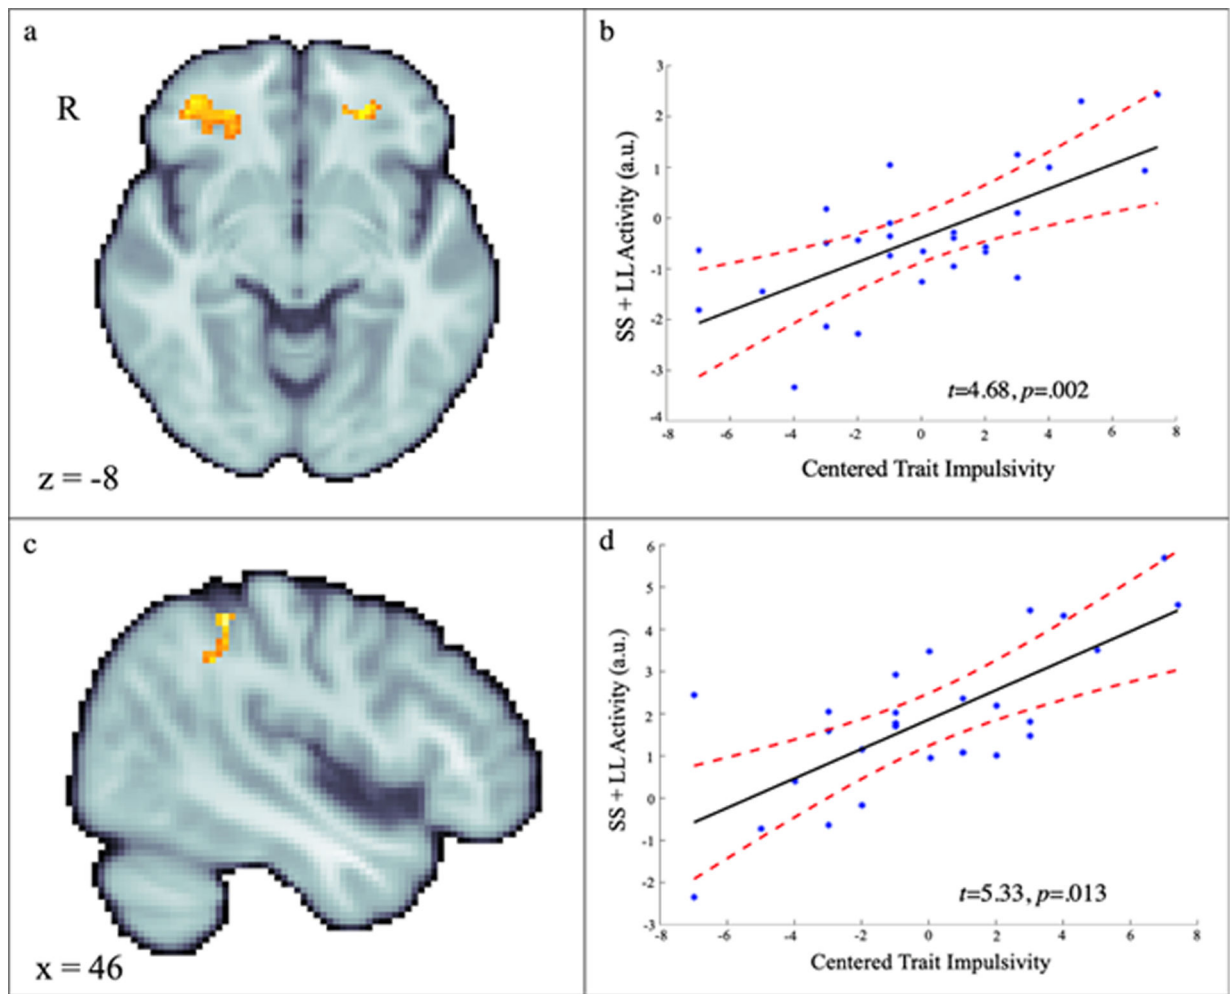 a
R
z = -8
b
3
2
1
0
-1
-2
-3
-4
-8
-6
-4
-2
0
2
4
6
8
SS + LL Activity (a.u.)
t=4.68, p=.002
Centered Trait Impulsivity
c
x = 46
d
6
5
4
3
2
1
0
-1
-2
-3
-8
-6
-4
-2
0
2
4
6
8
SS + LL Activity (a.u.)
t=5.33, p=.013
Centered Trait Impulsivity